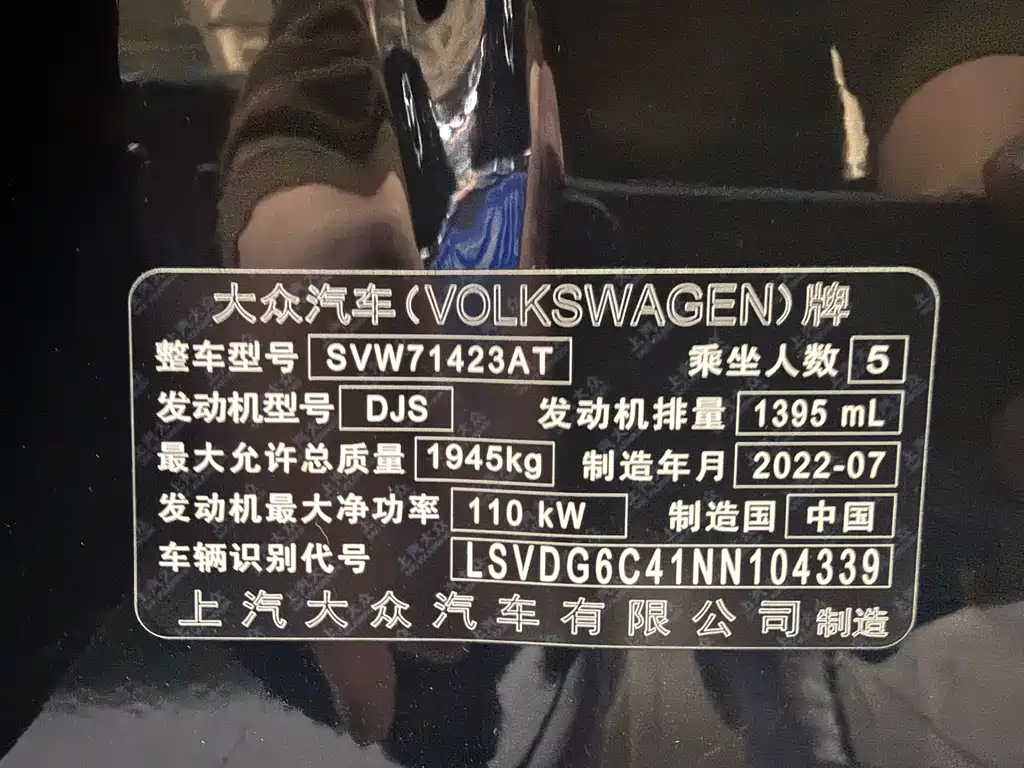 大众汽车(VOLKSWAGEN)牌
整车型号 SVW71423AT 乘坐人数 5
发动机型号 DJS 发动机排量 1395 mL
最大允许总质量 1945kg 制造年月 2022-07
发动机最大净功率 110 kW 制造国 中国
车辆识别代号 LSVDG6C41NN104339
上汽大众汽车有限公司 制造